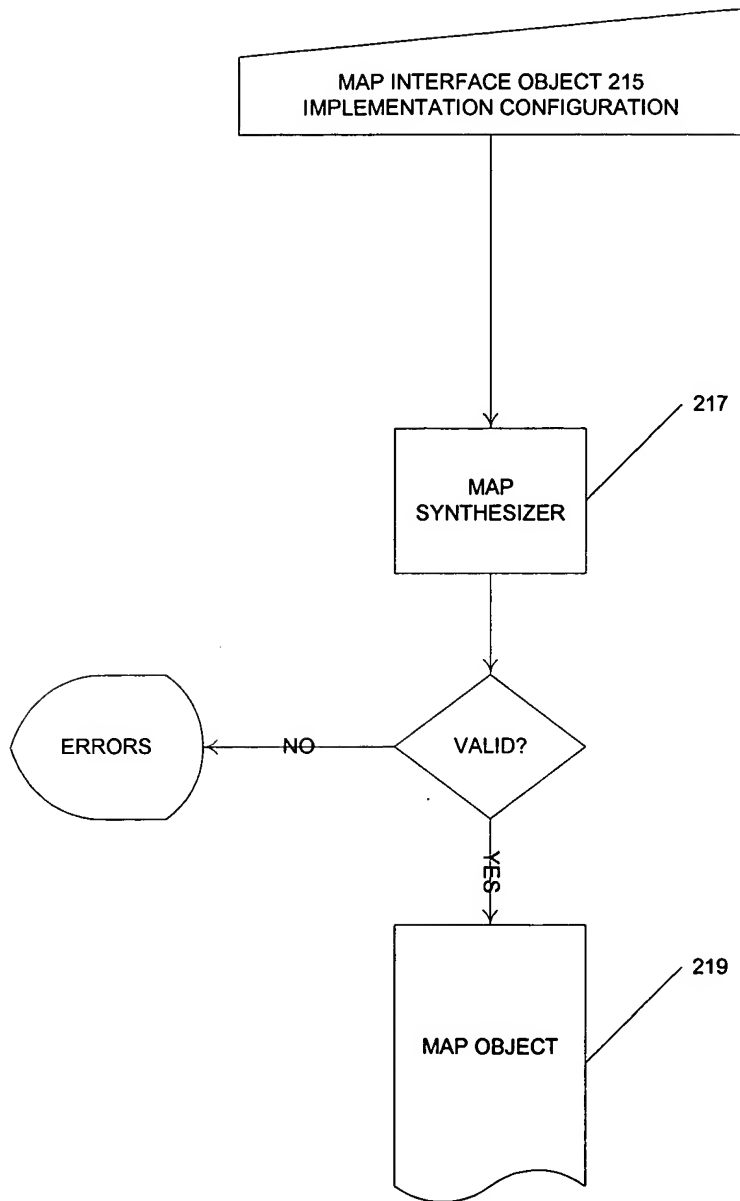 MAP INTERFACE OBJECT 215
IMPLEMENTATION CONFIGURATION
217
MAP
SYNTHESIZER
ERRORS
NO
VALID?
YES
219
MAP OBJECT